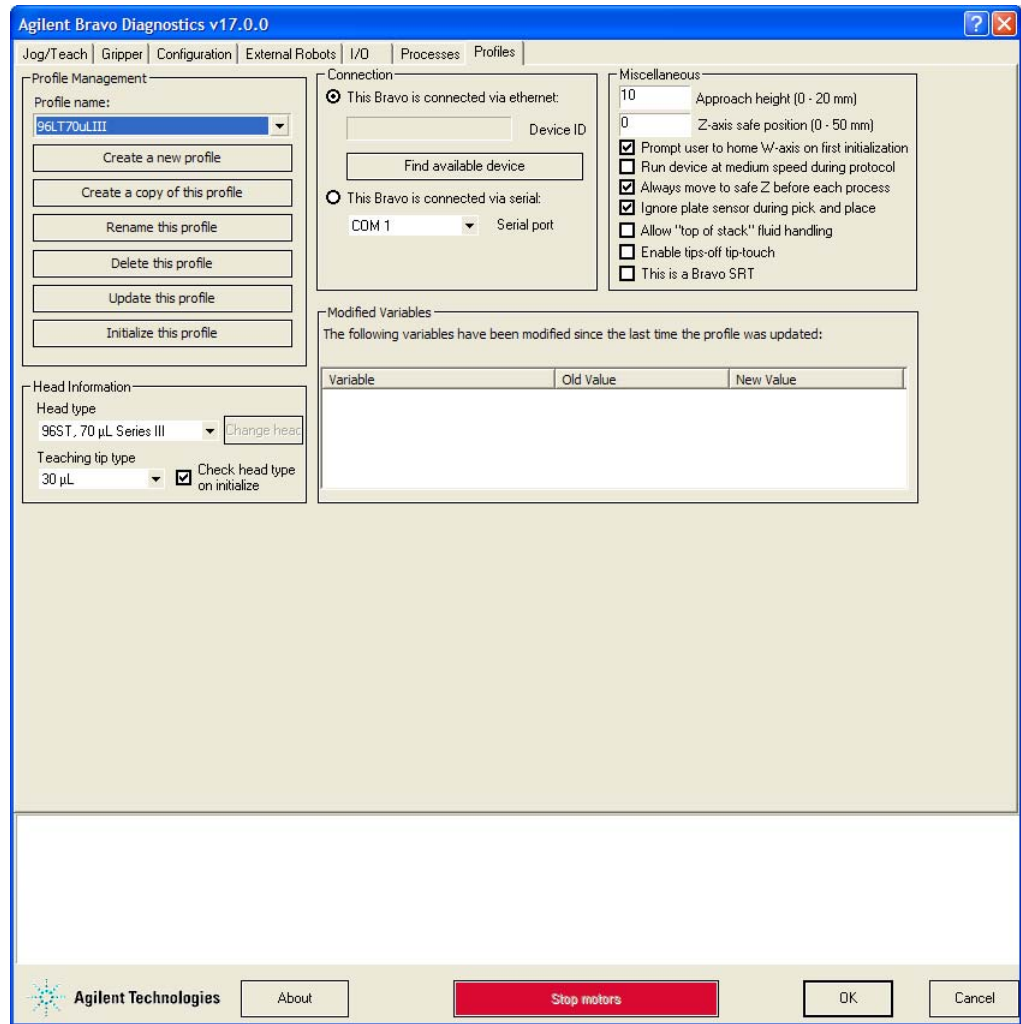 Agilent Bravo Diagnostics v17.0.0
Jog/Teach Gripper Configuration External Robots I/O Processes Profiles
Profile Management
Profile name:
96LT70uLIII
Create a new profile
Create a copy of this profile
Rename this profile
Delete this profile
Update this profile
Initialize this profile
Head Information
Head type
96ST, 70 µL Series III
Change head
Teaching tip type
30 µL
Check head type
on initialize
Connection
This Bravo is connected via ethernet:
Device ID
Find available device
This Bravo is connected via serial:
COM 1 Serial port
Miscellaneous
10 Approach height (0 - 20 mm)
0 Z-axis safe position (0 - 50 mm)
Prompt user to home W-axis on first initialization
Run device at medium speed during protocol
Always move to safe Z before each process
Ignore plate sensor during pick and place
Allow "top of stack" fluid handling
Enable tips-off tip-touch
This is a Bravo SRT
Modified Variables
The following variables have been modified since the last time the profile was updated:
Variable Old Value New Value
Agilent Technologies
About
Stop motors
OK
Cancel